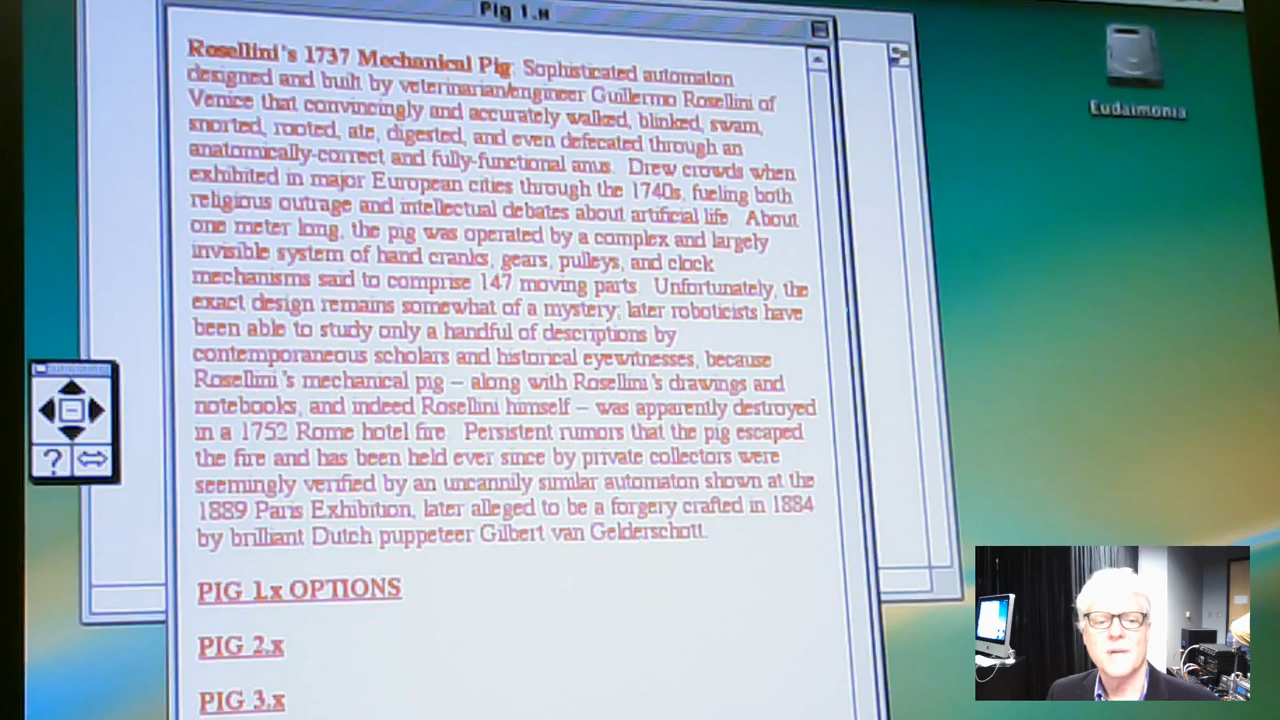 Pig 1.x
Rosellini's 1737 Mechanical Pig: Sophisticated automaton
designed and built by veterinarian/engineer Guillermo Rosellini of
Venice that convincingly and accurately walked, blinked, swam,
snorted, rooted, ate, digested, and even defecated through an
anatomically-correct and fully-functional anus. Drew crowds when
exhibited in major European cities through the 1740s, fueling both
religious outrage and intellectual debates about artificial life. About
one meter long, the pig was operated by a complex and largely
invisible system of hand cranks, gears, pulleys, and clock
mechanisms said to comprise 147 moving parts. Unfortunately, the
exact design remains somewhat of a mystery; later roboticists have
been able to study only a handful of descriptions by
contemporaneous scholars and historical eyewitnesses, because
Rosellini's mechanical pig – along with Rosellini's drawings and
notebooks, and indeed Rosellini himself – was apparently destroyed
in a 1752 Rome hotel fire. Persistent rumors that the pig escaped
the fire and has been held ever since by private collectors were
seemingly verified by an uncannily similar automaton shown at the
1889 Paris Exhibition, later alleged to be a forgery crafted in 1884
by brilliant Dutch puppeteer Gilbert van Gelderschott.
PIG 1.x OPTIONS
PIG 2.x
PIG 3.x
Eudaimonia
?